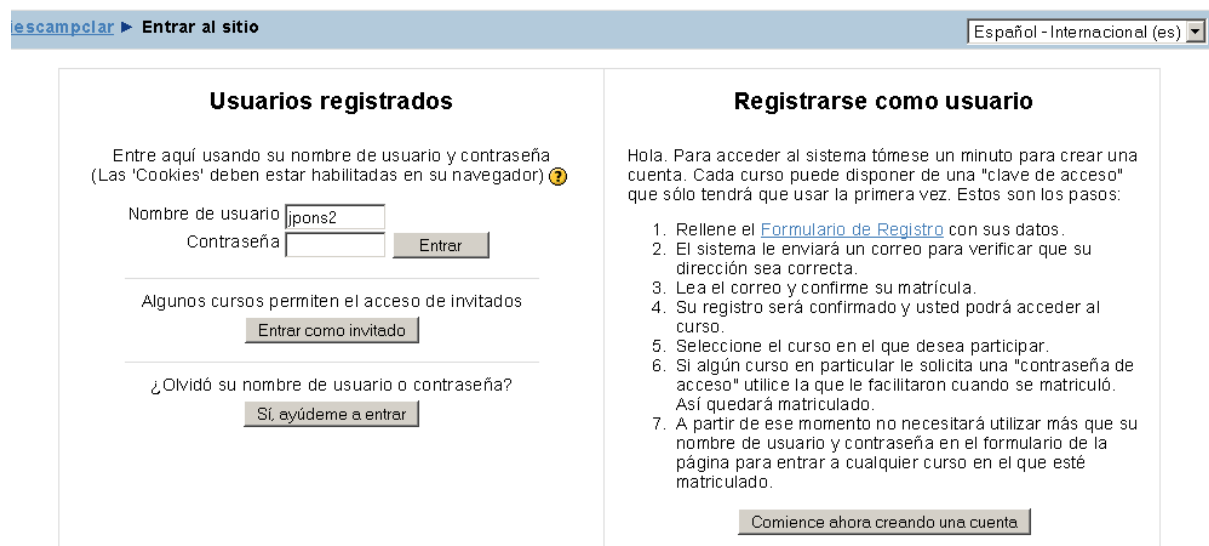 iescampclar ► Entrar al sitio
Español - Internacional (es)
Usuarios registrados
Entre aquí usando su nombre de usuario y contraseña
(Las 'Cookies' deben estar habilitadas en su navegador) ?
Nombre de usuario jpons2
Contraseña Entrar
Algunos cursos permiten el acceso de invitados
Entrar como invitado
¿Olvidó su nombre de usuario o contraseña?
Sí, ayúdeme a entrar
Registrarse como usuario
Hola. Para acceder al sistema tómese un minuto para crear una
cuenta. Cada curso puede disponer de una "clave de acceso"
que sólo tendrá que usar la primera vez. Estos son los pasos:
1. Rellene el Formulario de Registro con sus datos.
2. El sistema le enviará un correo para verificar que su
dirección sea correcta.
3. Lea el correo y confirme su matrícula.
4. Su registro será confirmado y usted podrá acceder al
curso.
5. Seleccione el curso en el que desea participar.
6. Si algún curso en particular le solicita una "contraseña de
acceso" utilice la que le facilitaron cuando se matriculó.
Así quedará matriculado.
7. A partir de ese momento no necesitará utilizar más que su
nombre de usuario y contraseña en el formulario de la
página para entrar a cualquier curso en el que esté
matriculado.
Comience ahora creando una cuenta